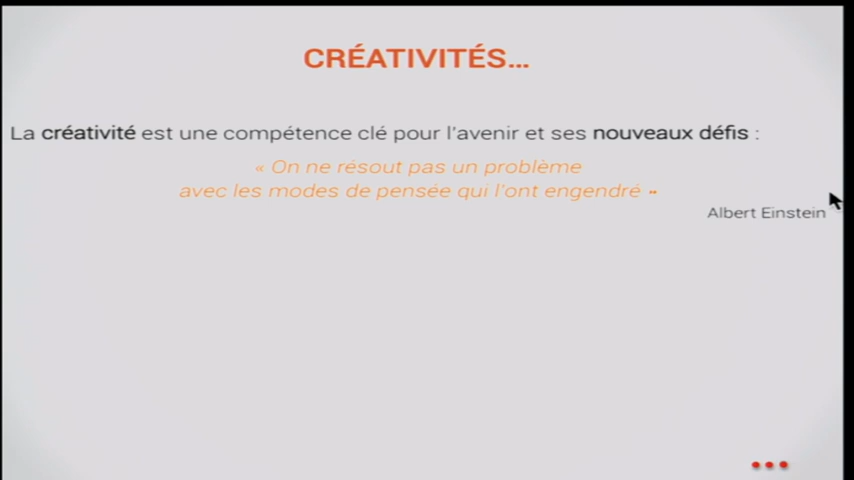 CRÉATIVITÉS...
La créativité est une compétence clé pour l'avenir et ses nouveaux défis :
« On ne résout pas un problème
avec les modes de pensée qui l'ont engendré »
Albert Einstein